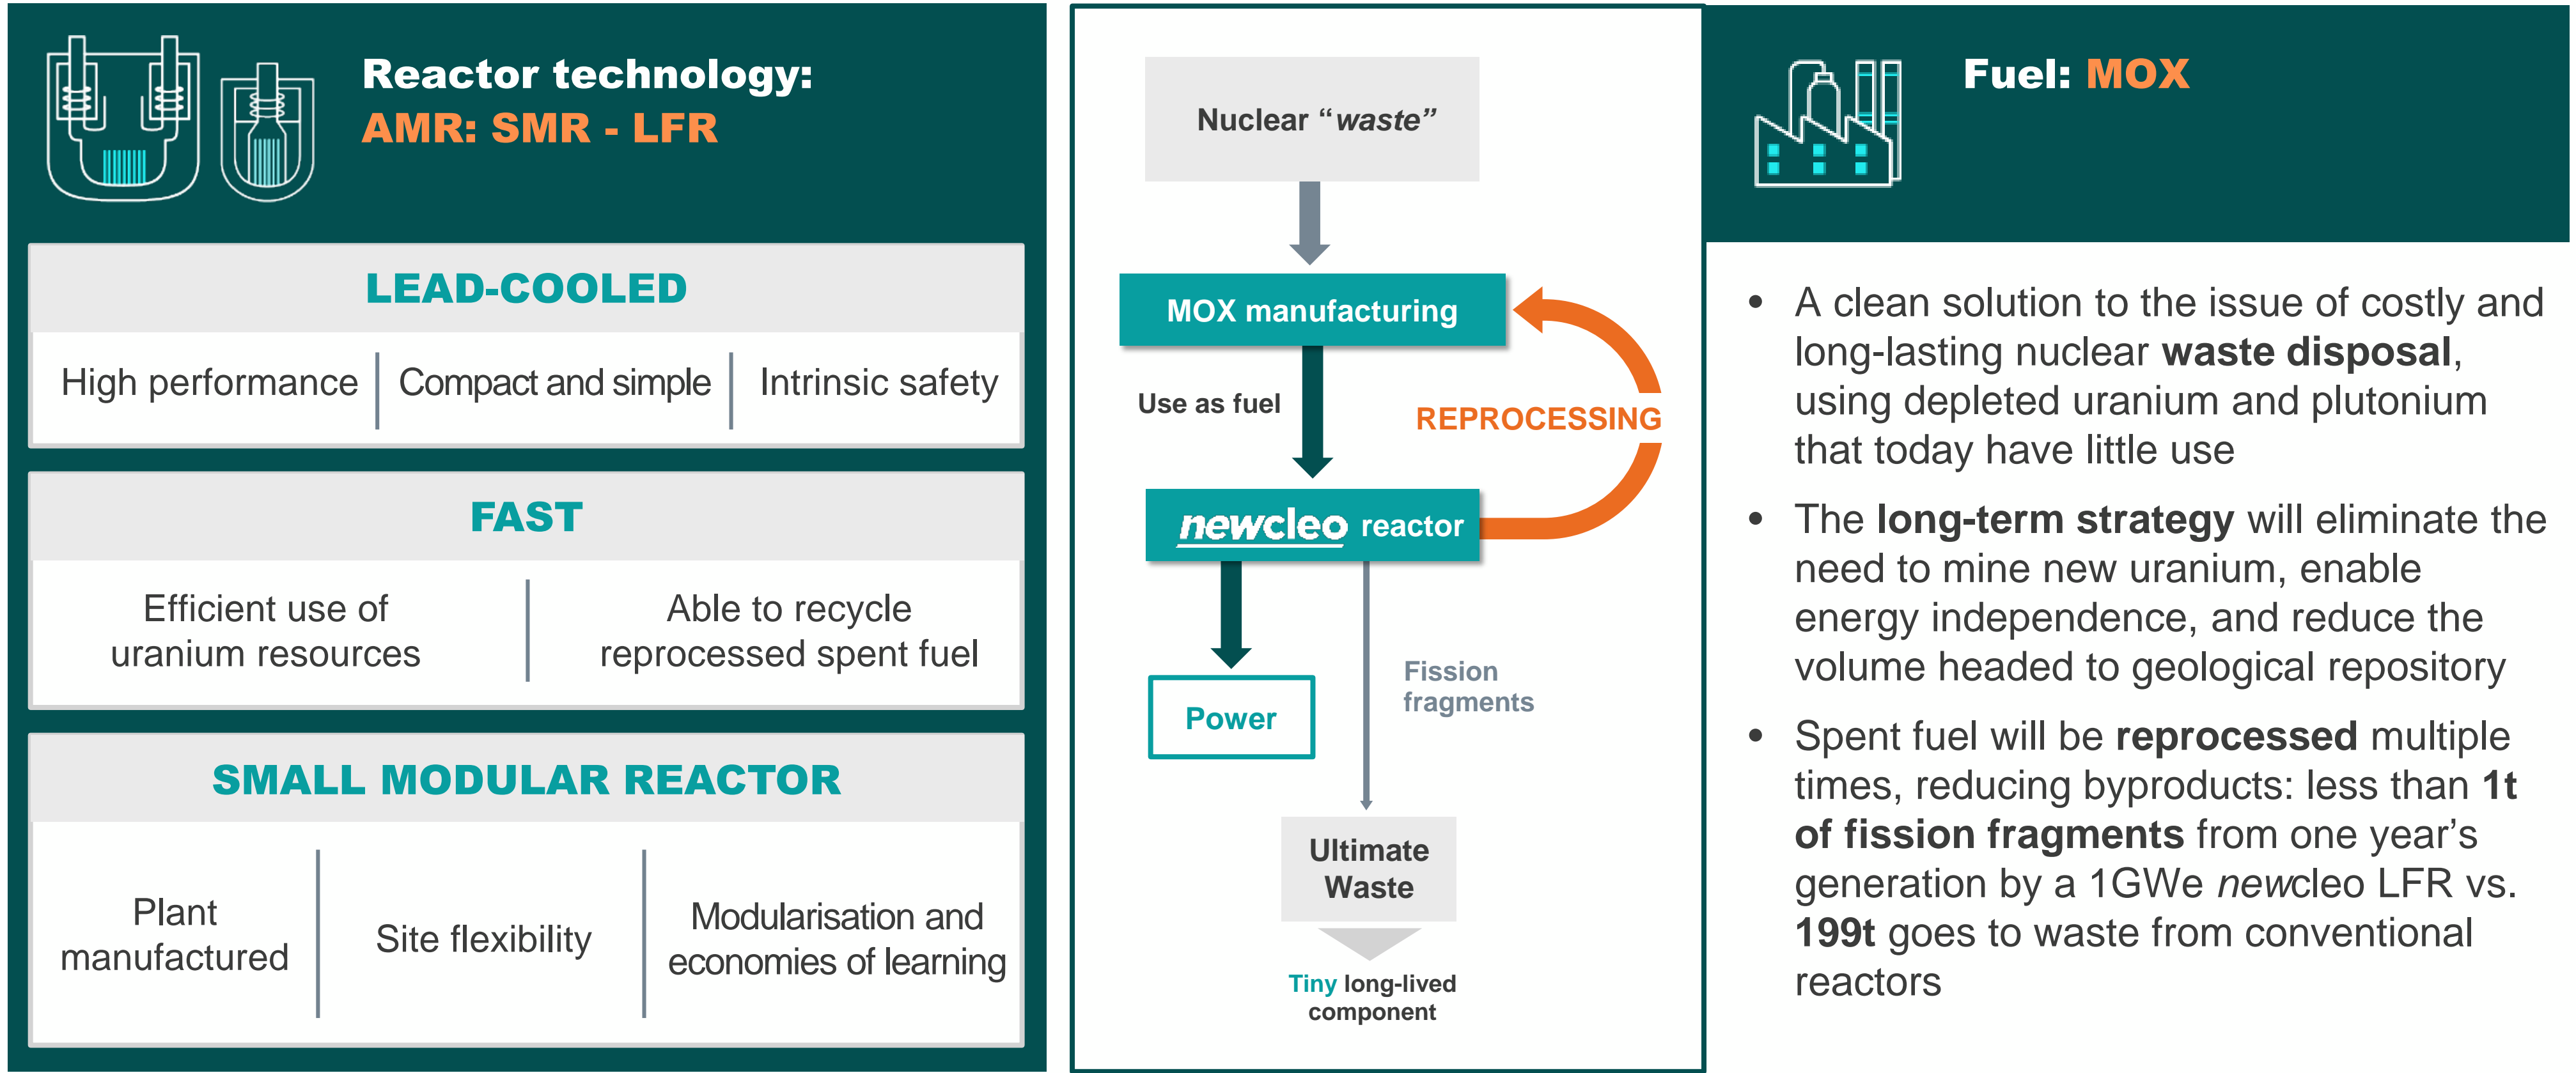 Reactor technology:
AMR: SMR - LFR
LEAD-COOLED
High performance
Compact and simple
Intrinsic safety
FAST
Efficient use of
uranium resources
Able to recycle
reprocessed spent fuel
SMALL MODULAR REACTOR
Plant
manufactured
Site flexibility
Modularisation and
economies of learning
Nuclear “waste”
MOX manufacturing
Use as fuel
REPROCESSING
newcleo reactor
Power
Fission
fragments
Ultimate
Waste
Tiny long-lived
component
Fuel: MOX
• A clean solution to the issue of costly and
long-lasting nuclear waste disposal,
using depleted uranium and plutonium
that today have little use
• The long-term strategy will eliminate the
need to mine new uranium, enable
energy independence, and reduce the
volume headed to geological repository
• Spent fuel will be reprocessed multiple
times, reducing byproducts: less than 1t
of fission fragments from one year’s
generation by a 1GWe newcleo LFR vs.
199t goes to waste from conventional
reactors